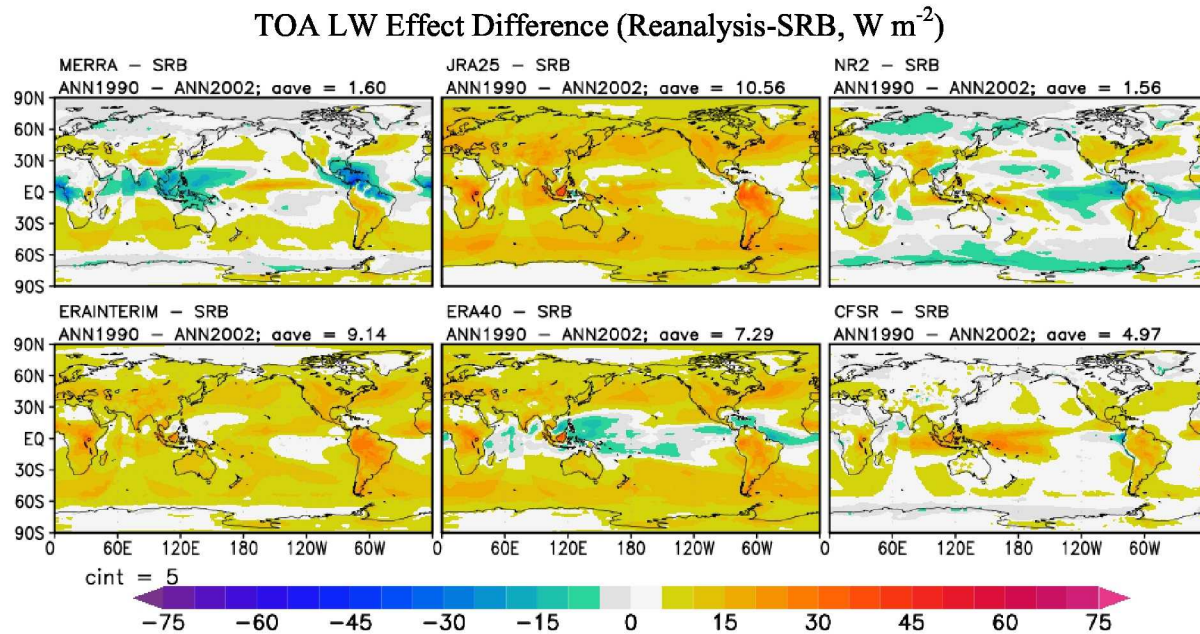 TOA LW Effect Difference (Reanalysis-SRB, W m-2)
MERRA – SRB
ANN1990 – ANN2002; aave = 1.60
JRA25 – SRB
ANN1990 – ANN2002; aave = 10.56
NR2 – SRB
ANN1990 – ANN2002; aave = 1.56
90N
60N
30N
EQ
30S
60S
90S
ERAINTERIM – SRB
ANN1990 – ANN2002; aave = 9.14
ERA40 – SRB
ANN1990 – ANN2002; aave = 7.29
CFSR – SRB
ANN1990 – ANN2002; aave = 4.97
90N
60N
30N
EQ
30S
60S
90S
0 60E 120E 180 120W 60W 0 60E 120E 180 120W 60W 0 60E 120E 180 120W 60W
cint = 5
−75 −60 −45 −30 −15 0 15 30 45 60 75